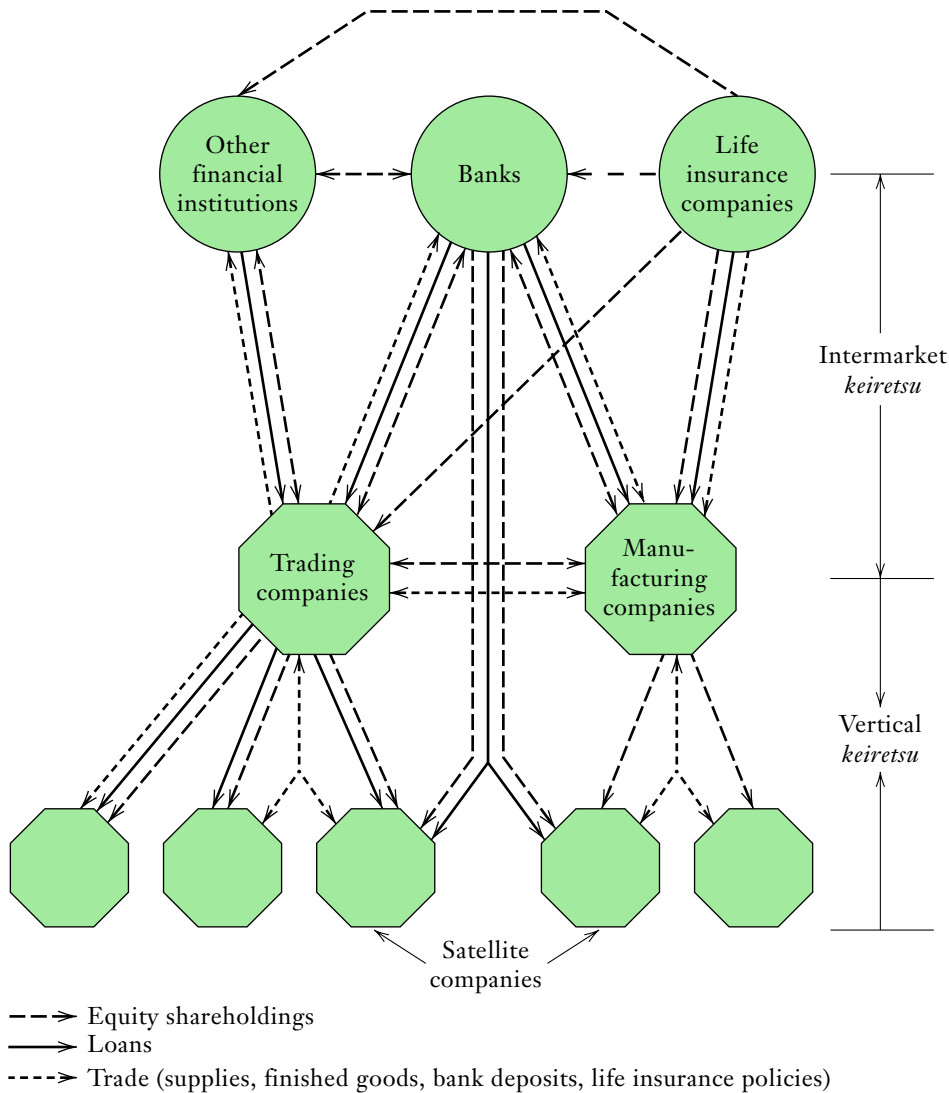 Other
financial
institutions
Banks
Life
insurance
companies
Intermarket
keiretsu
Trading
companies
Manu-
facturing
companies
Vertical
keiretsu
Satellite
companies
Equity shareholdings
Loans
Trade (supplies, finished goods, bank deposits, life insurance policies)